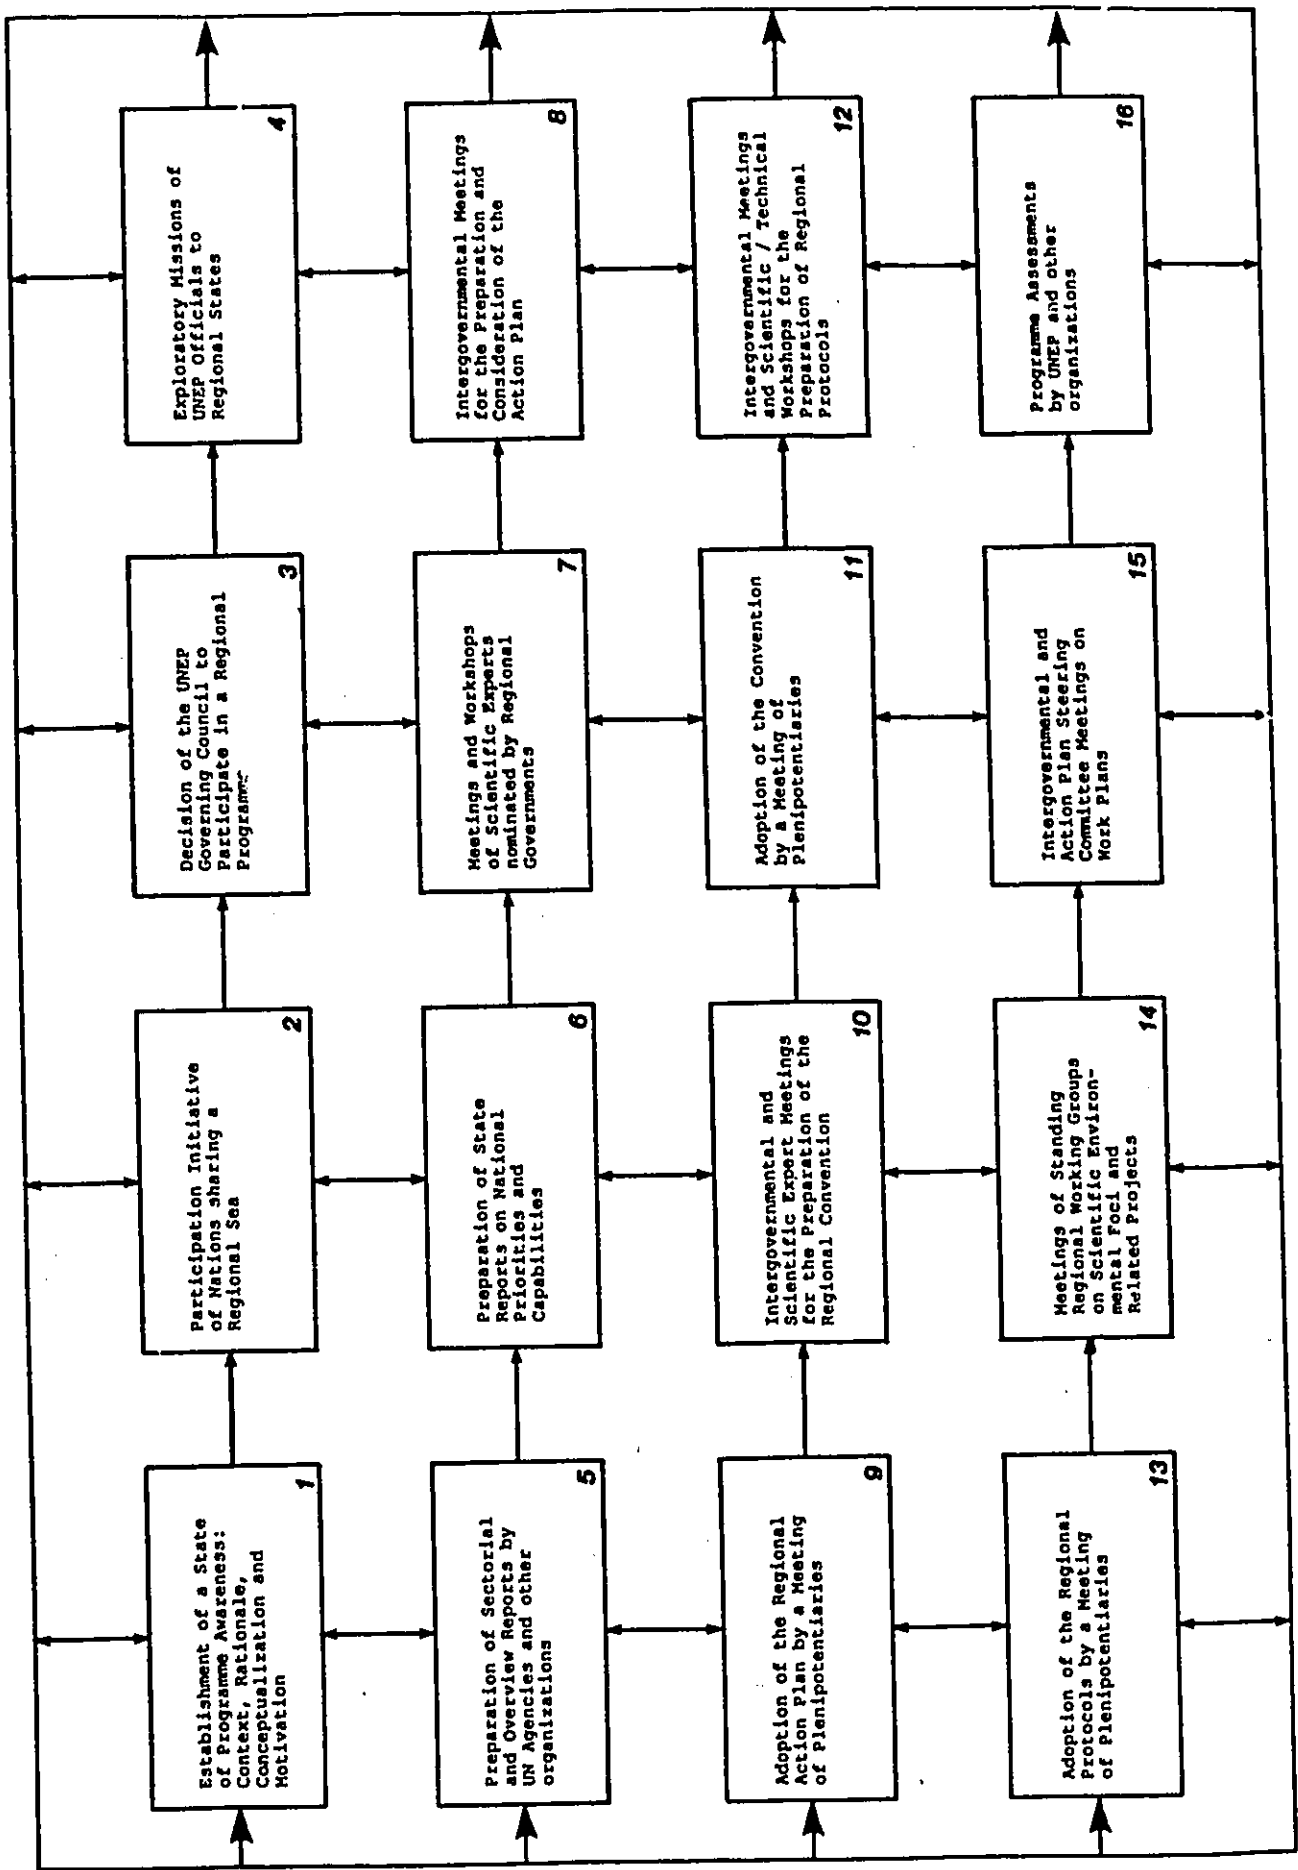 Establishment of a State
of Programme Awareness:
Context, Rationale,
Conceptualization and
Motivation
1
Participation Initiative
of Nations sharing a
Regional Sea
2
Decision of the UNEP
Governing Council to
Participate in a Regional
Programme
3
Exploratory Missions of
UNEP Officials to
Regional States
4
Preparation of Sectorial
and Overview Reports by
UN Agencies and other
organizations
5
Preparation of State
Reports on National
Priorities and
Capabilities
6
Meetings and Workshops
of Scientific Experts
nominated by Regional
Governments
7
Intergovernmental Meetings
for the Preparation and
Consideration of the
Action Plan
8
Adoption of the Regional
Action Plan by a Meeting
of Plenipotentiaries
9
Intergovernmental and
Scientific Expert Meetings
for the Preparation of the
Regional Convention
10
Adoption of the Convention
by a Meeting of
Plenipotentiaries
11
Intergovernmental Meetings
and Scientific / Technical
Workshops for the
Preparation of Regional
Protocols
12
Adoption of the Regional
Protocols by a Meeting
of Plenipotentiaries
13
Meetings of Standing
Regional Working Groups
on Scientific Environ-
mental Foci and
Related Projects
14
Intergovernmental and
Action Plan Steering
Committee Meetings on
Work Plans
15
Programme Assessments
by UNEP and other
organizations
16